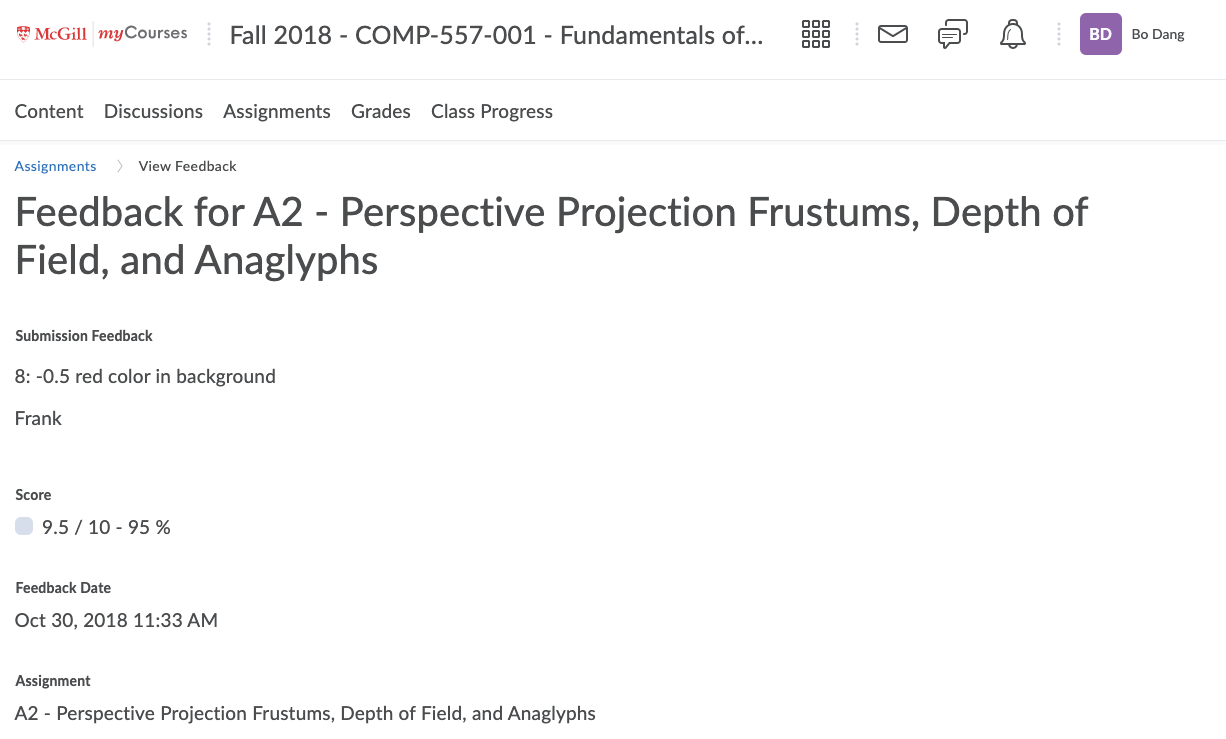 McGill myCourses Fall 2018 - COMP-557-001 - Fundamentals of... BD Bo Dang
Content Discussions Assignments Grades Class Progress
Assignments View Feedback
Feedback for A2 - Perspective Projection Frustums, Depth of
Field, and Anaglyphs
Submission Feedback
8: -0.5 red color in background
Frank
Score
9.5 / 10 - 95 %
Feedback Date
Oct 30, 2018 11:33 AM
Assignment
A2 - Perspective Projection Frustums, Depth of Field, and Anaglyphs